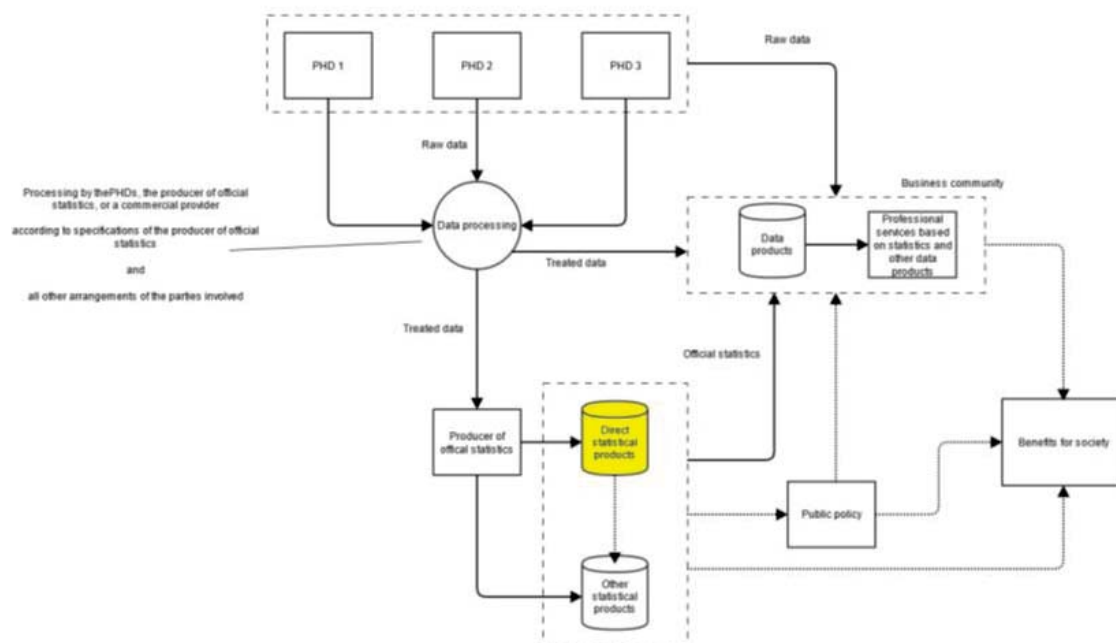 PHD 1
PHD 2
PHD 3
Raw data
Raw data
Processing by thePHDs, the producer of official
statistics, or a commercial provider
according to specifications of the producer of official
statistics
and
all other arrangements of the parties involved
Data processing
Treated data
Business community
Data
products
Professional
services based
on statistics and
other data
products
Treated data
Official statistics
Producer of
offical statistics
Direct
statistical
products
Other
statistical
products
Public policy
Benefits for society